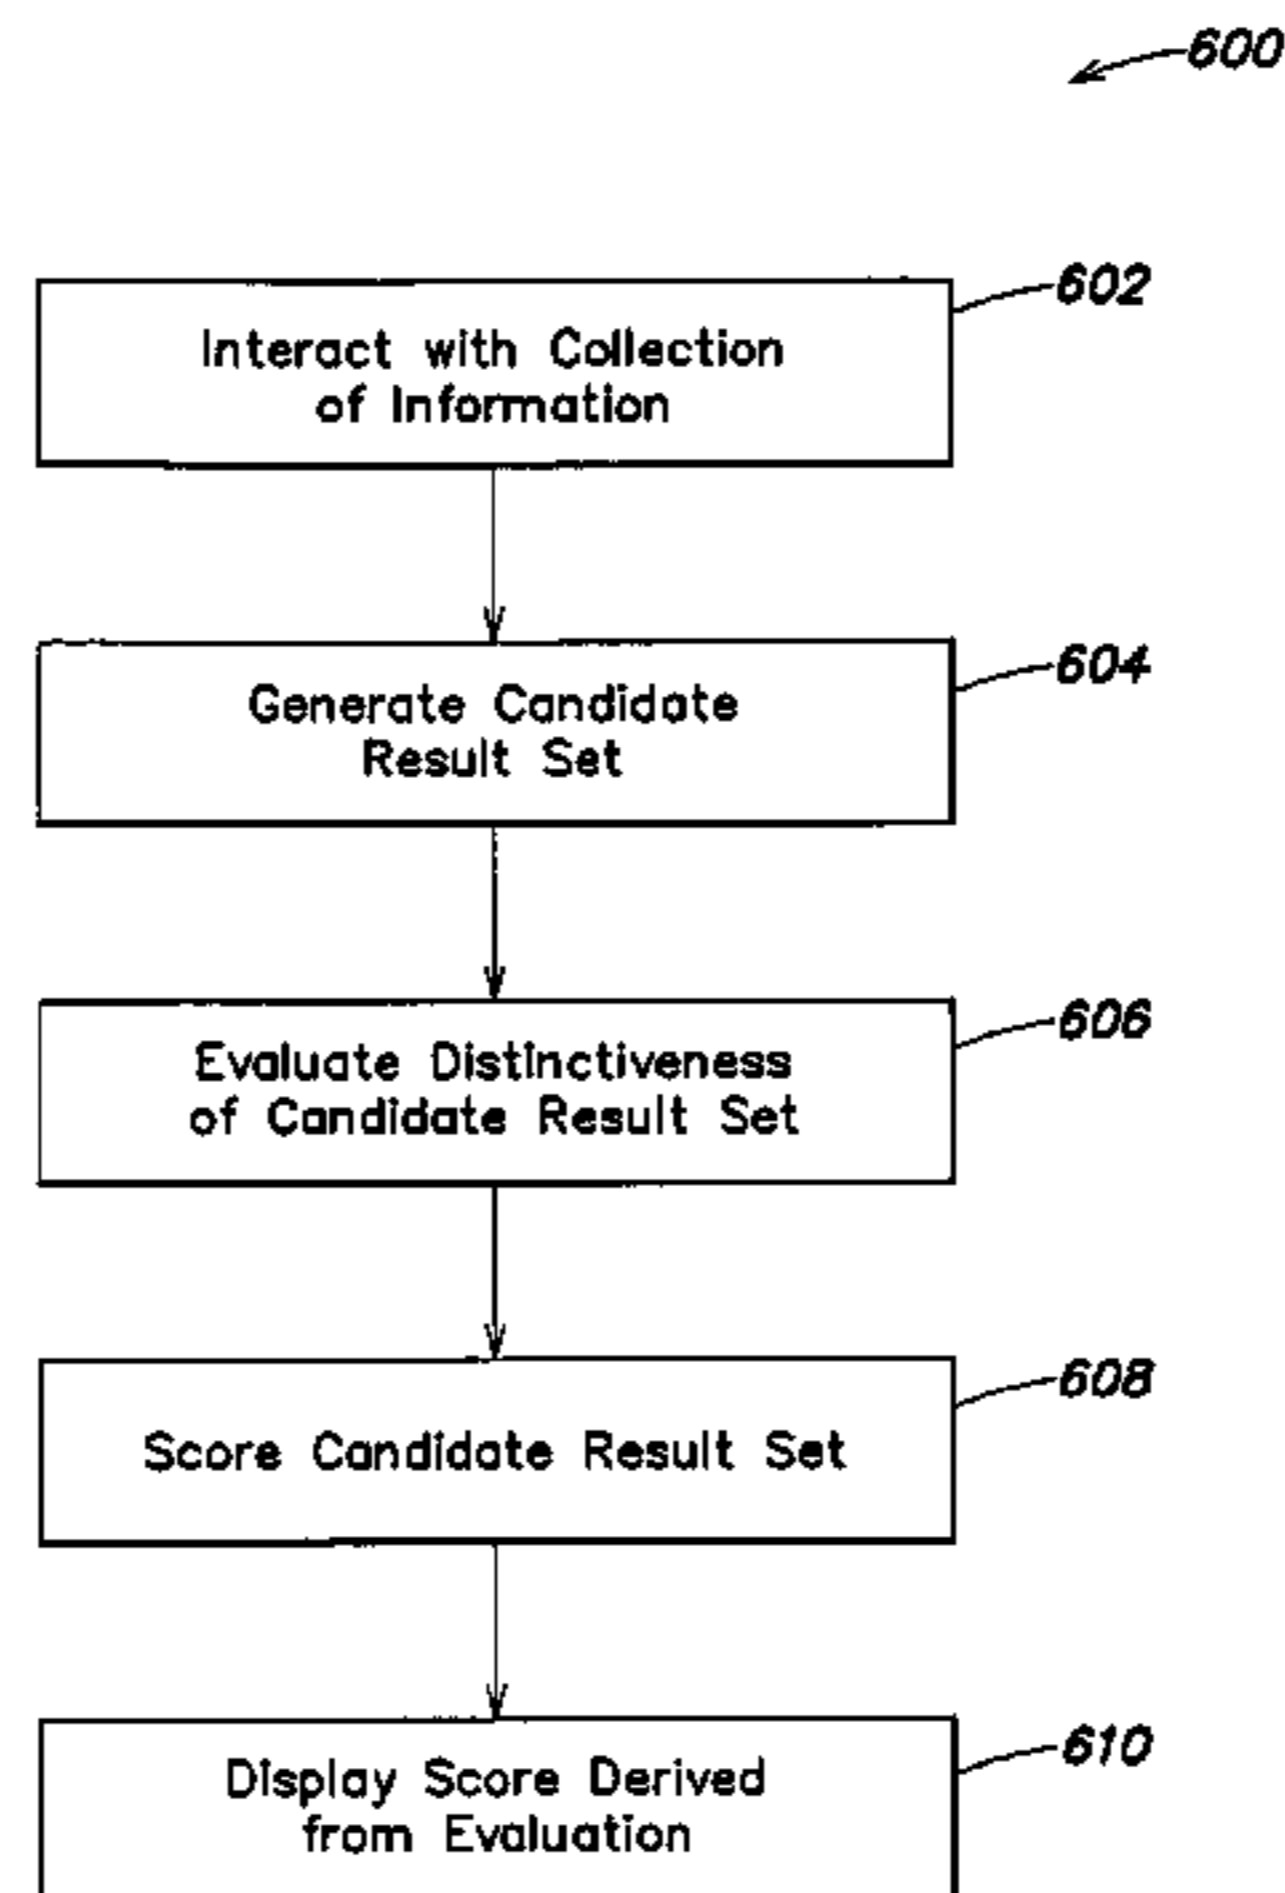 600
602
Interact with Collection
of Information
604
Generate Candidate
Result Set
606
Evaluate Distinctiveness
of Candidate Result Set
608
Score Candidate Result Set
610
Display Score Derived
from Evaluation